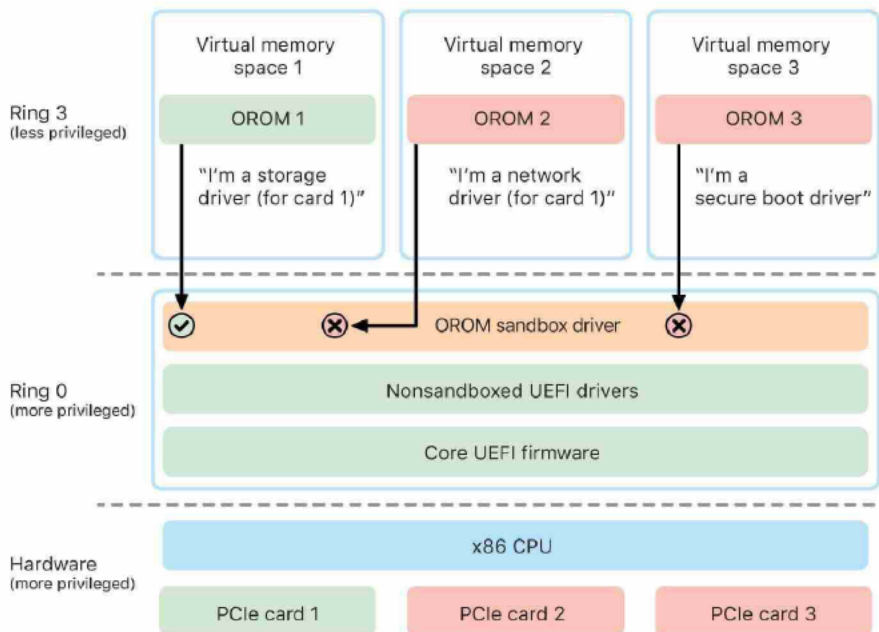 Virtual memory
space 1
Virtual memory
space 2
Virtual memory
space 3
Ring 3
(less privileged)
OROM 1
OROM 2
OROM 3
“I’m a storage
driver (for card 1)”
“I’m a network
driver (for card 1)”
“I’m a
secure boot driver”
OROM sandbox driver
Ring 0
(more privileged)
Nonsandboxed UEFI drivers
Core UEFI firmware
Hardware
(more privileged)
x86 CPU
PCIe card 1
PCIe card 2
PCIe card 3